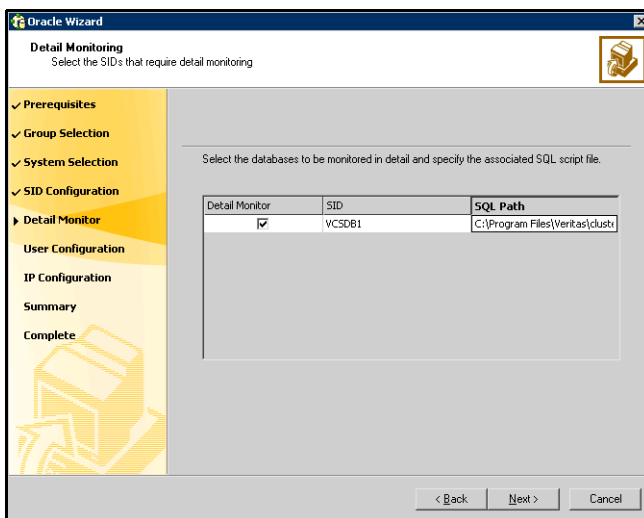 Oracle Wizard
Detail Monitoring
Select the SIDs that require detail monitoring
Prerequisites
Group Selection
System Selection
SID Configuration
Detail Monitor
User Configuration
IP Configuration
Summary
Complete
Select the databases to be monitored in detail and specify the associated SQL script file.
Detail Monitor SID SQL Path
VCSDB1 C:\Program Files\Veritas\cluste
< Back Next > Cancel